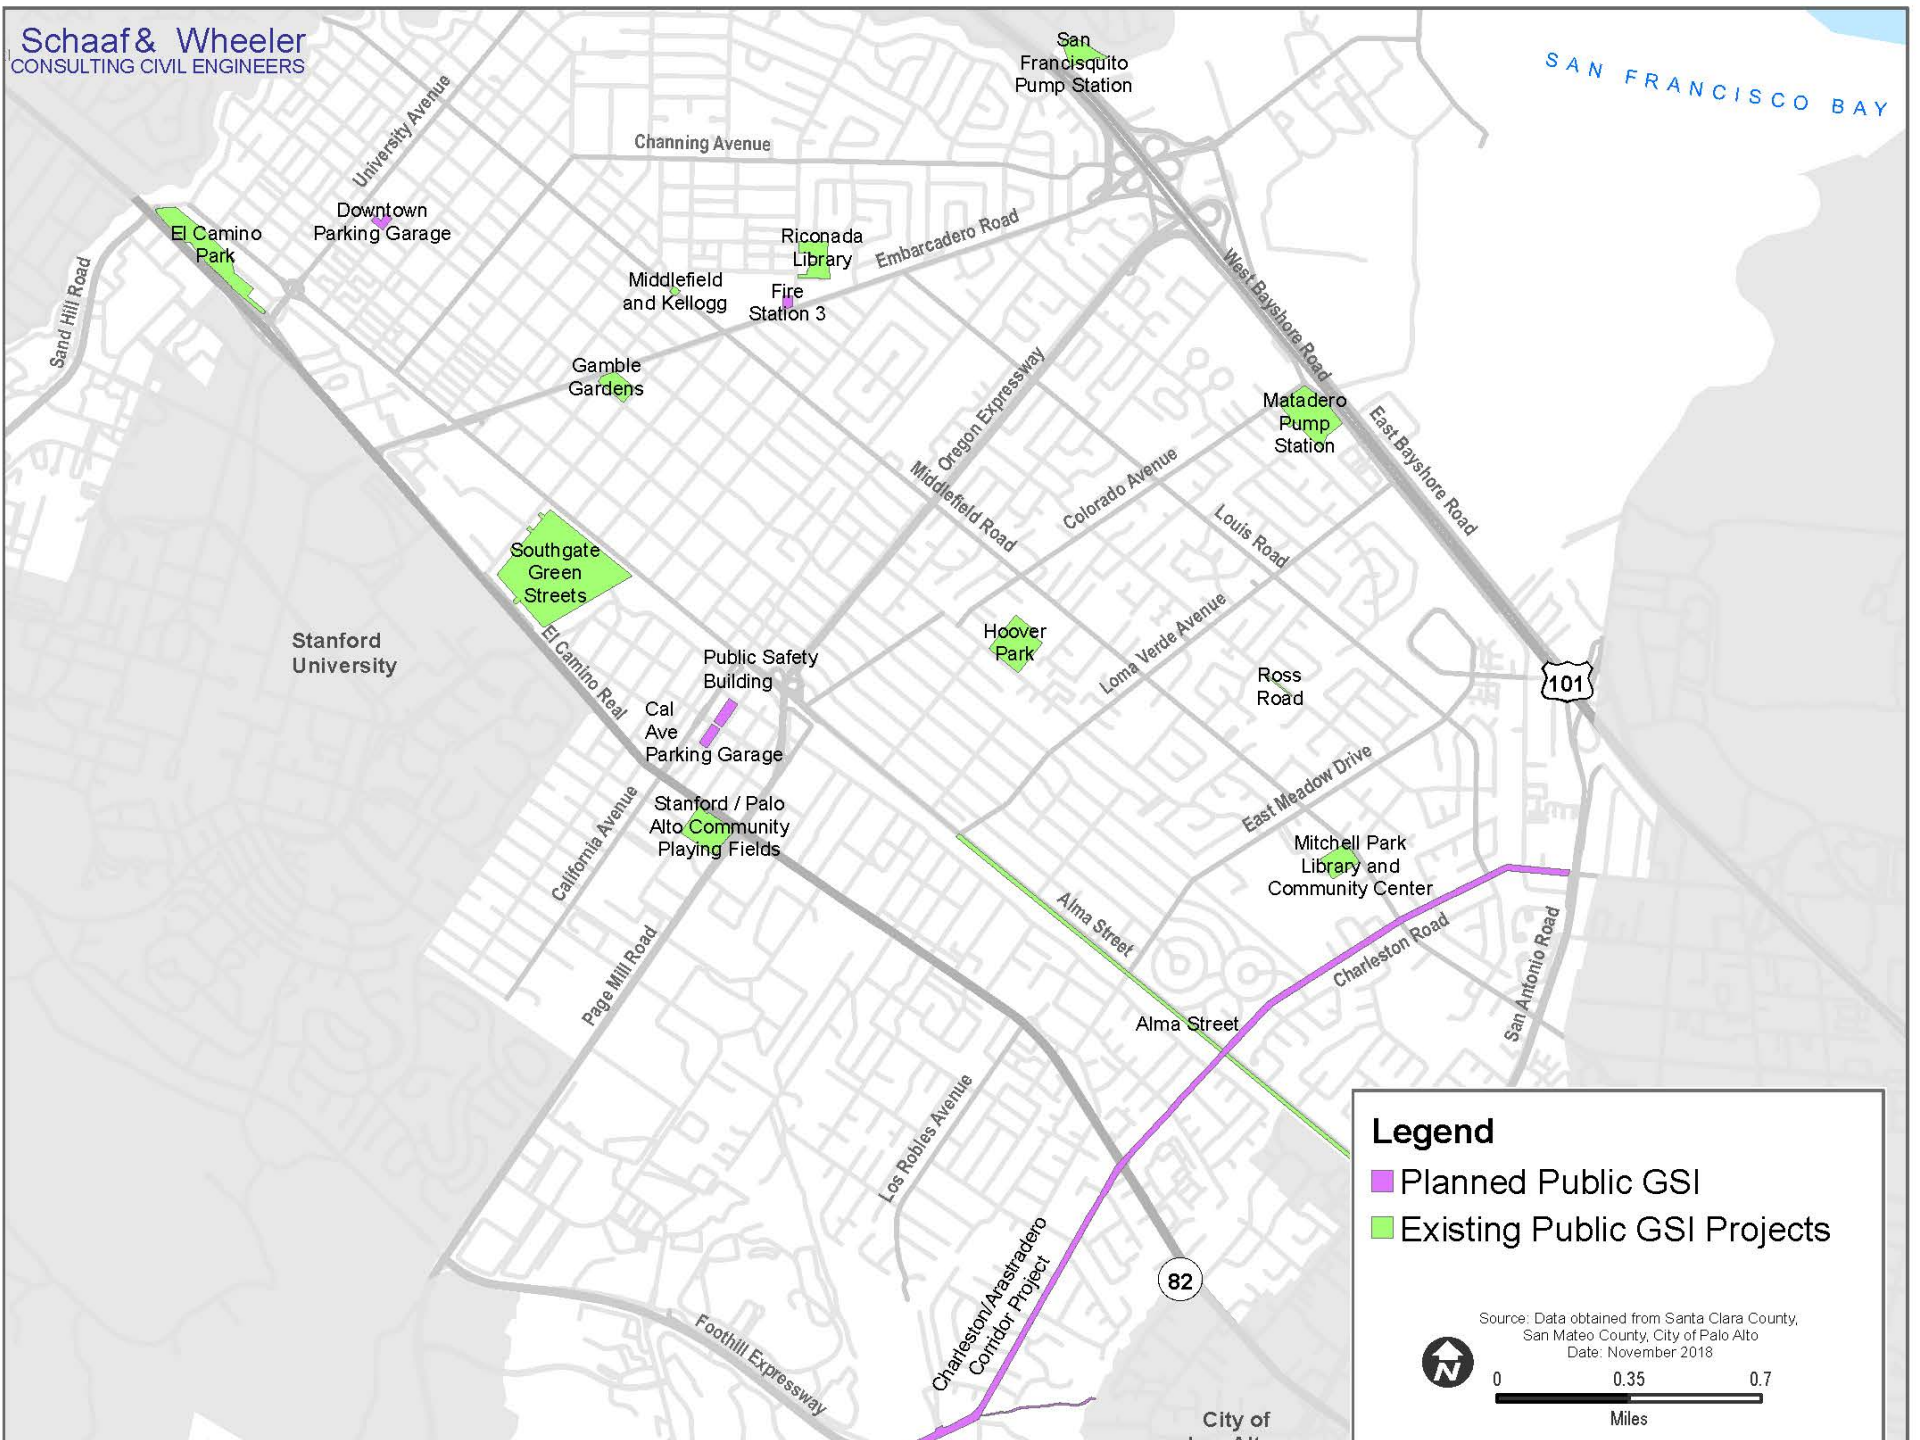 Schaaf & Wheeler
CONSULTING CIVIL ENGINEERS
SAN FRANCISCO BAY
San
Francisquito
Pump Station
University Avenue
Channing Avenue
Downtown
Parking Garage
El Camino
Park
Sand Hill Road
Riconada
Library
Embarcadero Road
Middlefield
and Kellogg
Fire
Station 3
West Bayshore Road
Gamble
Gardens
Oregon Expressway
Matadero
Pump
Station
East Bayshore Road
Middlefield Road
Colorado Avenue
Louis Road
Southgate
Green
Streets
El Camino Real
Stanford
University
Hoover
Park
Loma Verde Avenue
Ross
Road
101
Public Safety
Building
Cal
Ave
Parking Garage
California Avenue
Stanford / Palo
Alto Community
Playing Fields
East Meadow Drive
Mitchell Park
Library and
Community Center
Alma Street
Charleston Road
San Antonio Road
Page Mill Road
Alma Street
Los Robles Avenue
Charleston/Arastradero
Corridor Project
82
Foothill Expressway
City of
Legend
Planned Public GSI
Existing Public GSI Projects
Source: Data obtained from Santa Clara County,
San Mateo County, City of Palo Alto
Date: November 2018
N
0 0.35 0.7
Miles